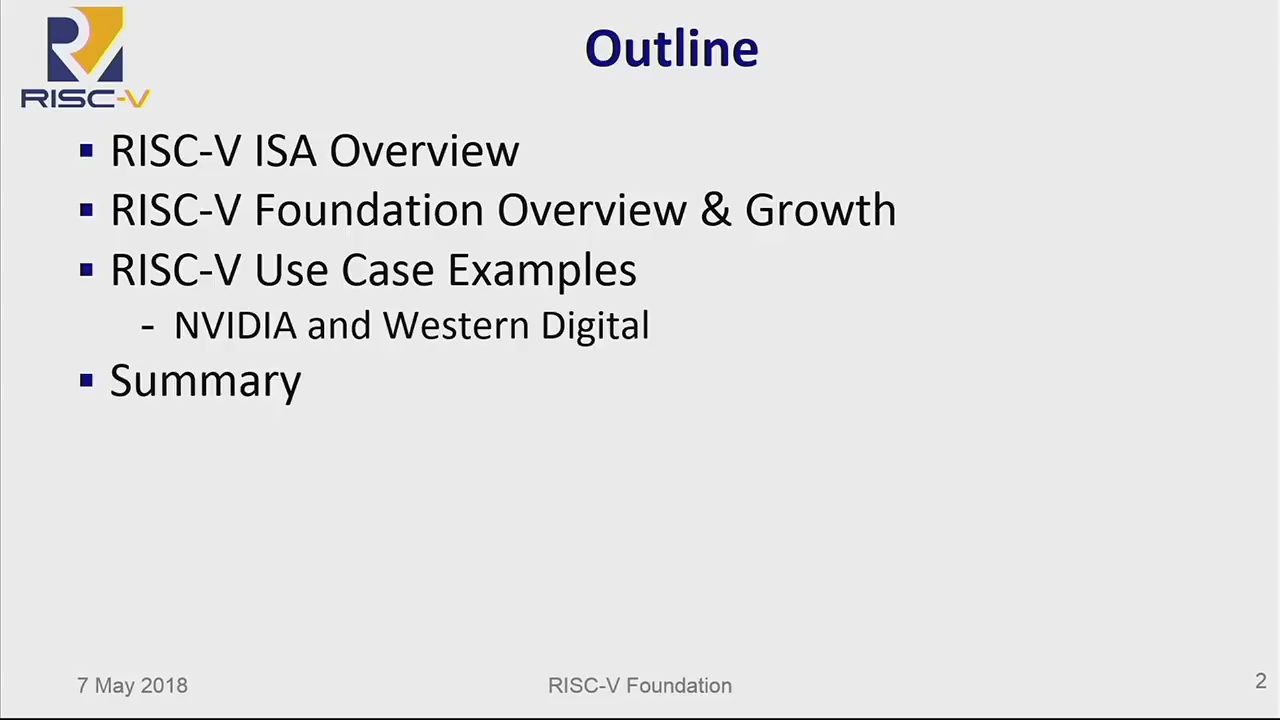 RISC-V
Outline
▪ RISC-V ISA Overview
▪ RISC-V Foundation Overview & Growth
▪ RISC-V Use Case Examples
- NVIDIA and Western Digital
▪ Summary
7 May 2018
RISC-V Foundation
2